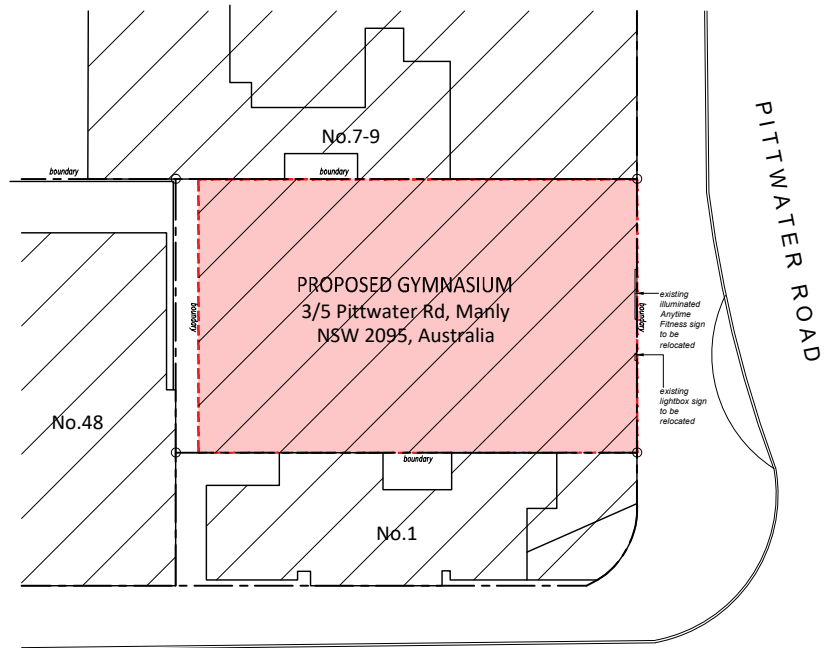 No.7-9
boundary
boundary
PROPOSED GYMNASIUM
3/5 Pittwater Rd, Manly
NSW 2095, Australia
boundary
boundary
existing
illuminated
Anytime
Fitness sign
to be
relocated
existing
lightbox sign
to be
relocated
PITTWATER ROAD
No.48
boundary
No.1